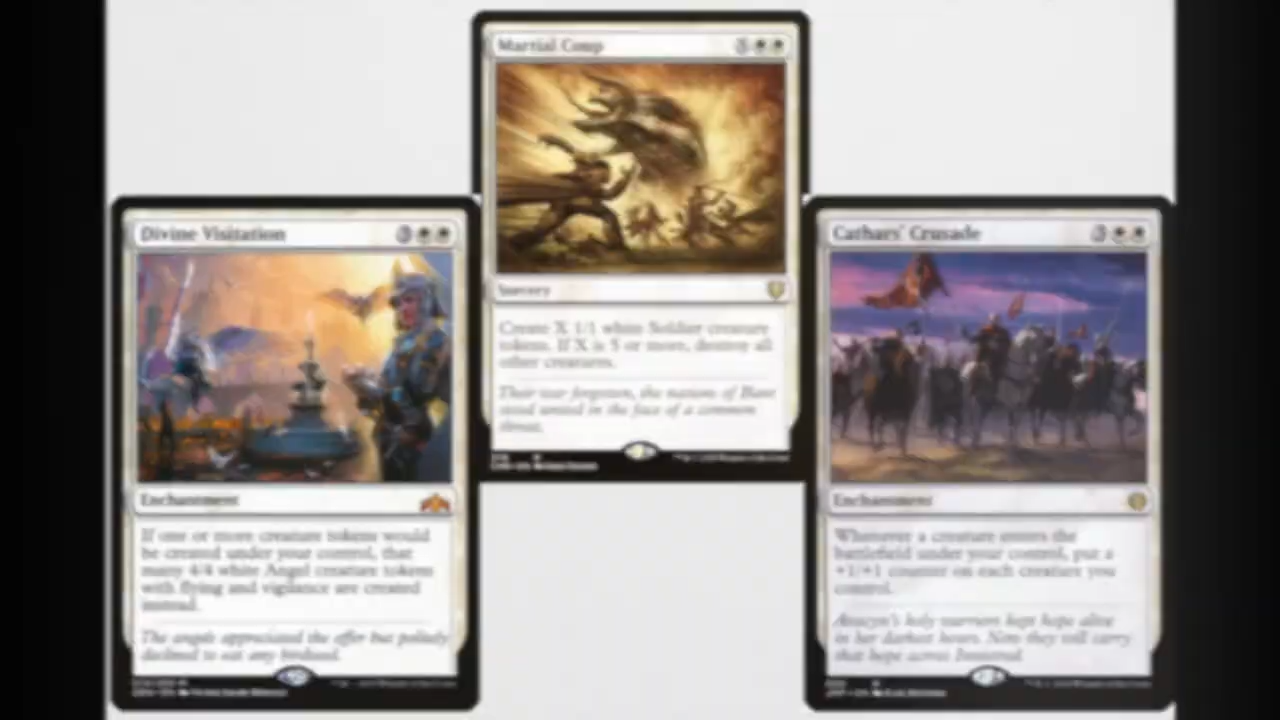 Martial Coup
Sorcery
Create X 1/1 white Soldier creature
tokens. If X is 5 or more, destroy all
other creatures.
Their war forgotten, the nations of Bant
stood united in the face of a common
threat.
Divine Visitation
3
Enchantment
If one or more creature tokens would
be created under your control, that
many 4/4 white Angel creature tokens
with flying and vigilance are created
instead.
The angels appreciated the offer but politely
declined to eat any birdseed.
Cathars' Crusade
3
Enchantment
Whenever a creature enters the
battlefield under your control, put a
+1/+1 counter on each creature you
control.
Avacyn's holy warriors kept hope alive
in her darkest hours. Now they will carry
that hope across Innistrad.